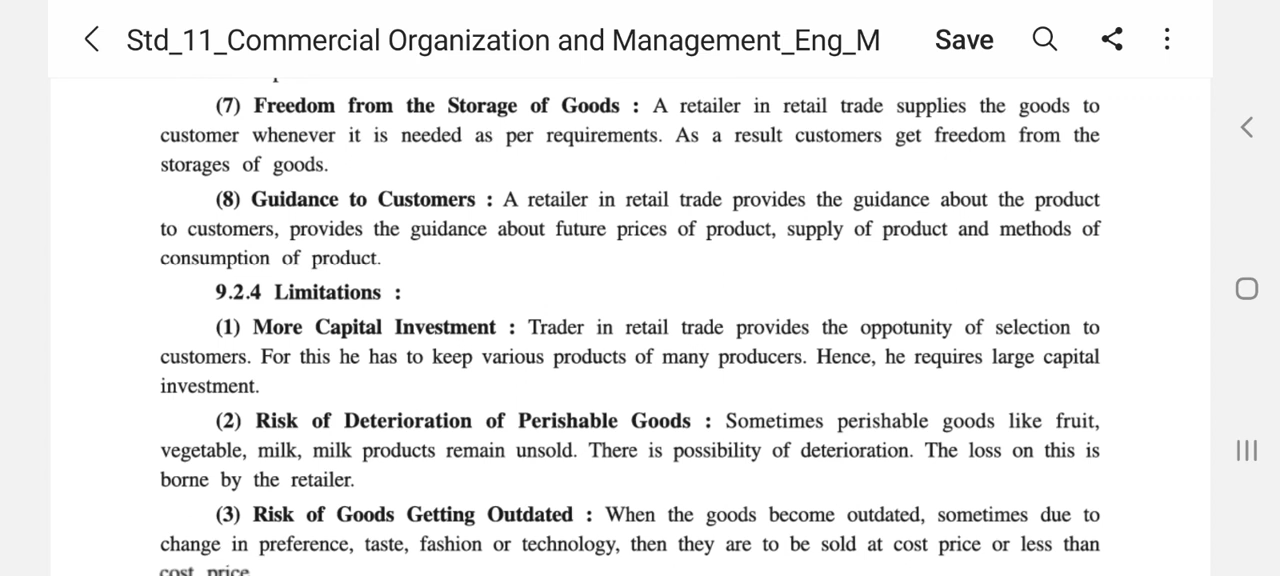 Std_11_Commercial Organization and Management_Eng_M
Save
(7) Freedom from the Storage of Goods : A retailer in retail trade supplies the goods to
customer whenever it is needed as per requirements. As a result customers get freedom from the
storages of goods.
(8) Guidance to Customers : A retailer in retail trade provides the guidance about the product
to customers, provides the guidance about future prices of product, supply of product and methods of
consumption of product.
9.2.4 Limitations :
(1) More Capital Investment : Trader in retail trade provides the oppotunity of selection to
customers. For this he has to keep various products of many producers. Hence, he requires large capital
investment.
(2) Risk of Deterioration of Perishable Goods : Sometimes perishable goods like fruit,
vegetable, milk, milk products remain unsold. There is possibility of deterioration. The loss on this is
borne by the retailer.
(3) Risk of Goods Getting Outdated : When the goods become outdated, sometimes due to
change in preference, taste, fashion or technology, then they are to be sold at cost price or less than
cost price